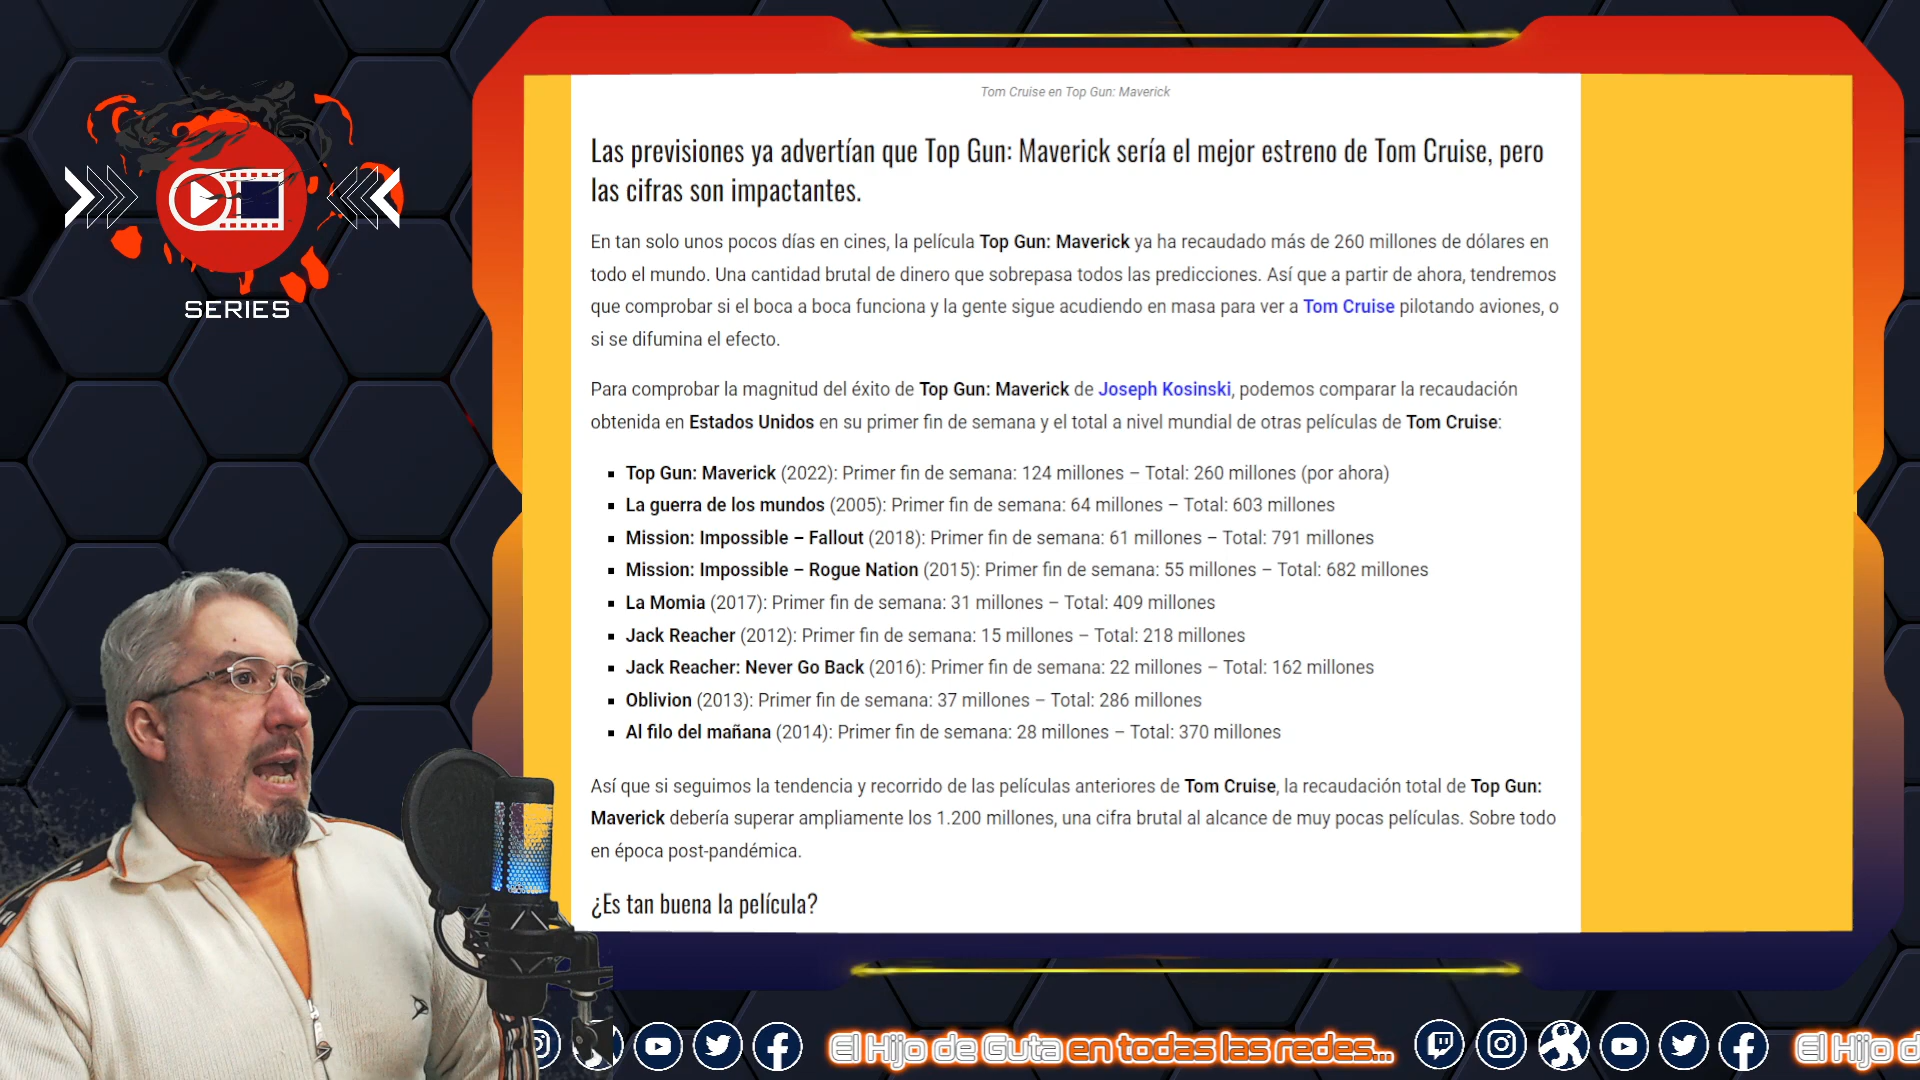 Tom Cruise en Top Gun: Maverick
Las previsiones ya advertían que Top Gun: Maverick sería el mejor estreno de Tom Cruise, pero
las cifras son impactantes.
En tan solo unos pocos días en cines, la película Top Gun: Maverick ya ha recaudado más de 260 millones de dólares en
todo el mundo. Una cantidad brutal de dinero que sobrepasa todos las predicciones. Así que a partir de ahora, tendremos
que comprobar si el boca a boca funciona y la gente sigue acudiendo en masa para ver a Tom Cruise pilotando aviones, o
si se difumina el efecto.
Para comprobar la magnitud del éxito de Top Gun: Maverick de Joseph Kosinski, podemos comparar la recaudación
obtenida en Estados Unidos en su primer fin de semana y el total a nivel mundial de otras películas de Tom Cruise:
Top Gun: Maverick (2022): Primer fin de semana: 124 millones – Total: 260 millones (por ahora)
La guerra de los mundos (2005): Primer fin de semana: 64 millones – Total: 603 millones
Mission: Impossible – Fallout (2018): Primer fin de semana: 61 millones – Total: 791 millones
Mission: Impossible – Rogue Nation (2015): Primer fin de semana: 55 millones – Total: 682 millones
La Momia (2017): Primer fin de semana: 31 millones – Total: 409 millones
Jack Reacher (2012): Primer fin de semana: 15 millones – Total: 218 millones
Jack Reacher: Never Go Back (2016): Primer fin de semana: 22 millones – Total: 162 millones
Oblivion (2013): Primer fin de semana: 37 millones – Total: 286 millones
Al filo del mañana (2014): Primer fin de semana: 28 millones – Total: 370 millones
Así que si seguimos la tendencia y recorrido de las películas anteriores de Tom Cruise, la recaudación total de Top Gun:
Maverick debería superar ampliamente los 1.200 millones, una cifra brutal al alcance de muy pocas películas. Sobre todo
en época post-pandémica.
¿Es tan buena la película?
SERIES
El Hijo de Guta en todas las redes...
El Hijo d